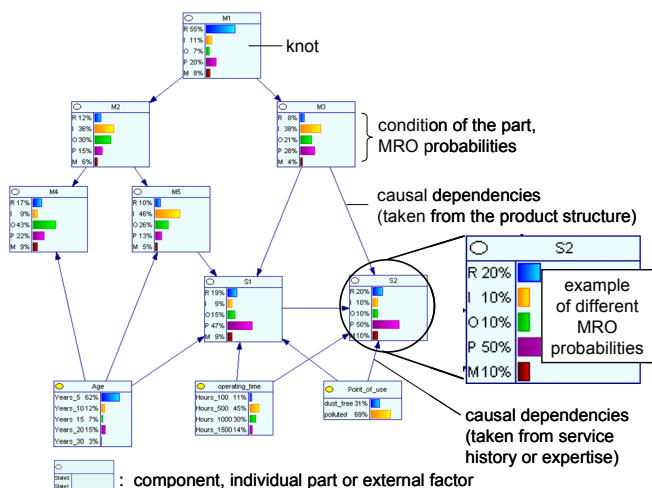 M1
R 55%
I 11%
O 7%
P 20%
M 8%
knot
M2
R 12%
I 36%
O 30%
P 15%
M 6%
M3
R 8%
I 38%
O 21%
P 28%
M 4%
condition of the part,
MRO probabilities
M4
R 17%
I 9%
O 43%
P 22%
M 9%
M5
R 10%
I 46%
O 26%
P 13%
M 5%
causal dependencies
(taken from the product structure)
S1
R 19%
I 9%
O 15%
P 47%
M 9%
S2
R 20%
I 10%
O 10%
P 50%
M 10%
S2
R 20%
I 10%
O 10%
P 50%
M 10%
example
of different
MRO
probabilities
Age
Years_5 62%
Years_10 12%
Years 15 7%
Years_20 15%
Years_30 3%
operating_time
Hours_100 11%
Hours_500 45%
Hours_1000 30%
Hours_1500 14%
Point_of_use
dust_free 31%
polluted 69%
causal dependencies
(taken from service
history or expertise)
State0
State1
: component, individual part or external factor